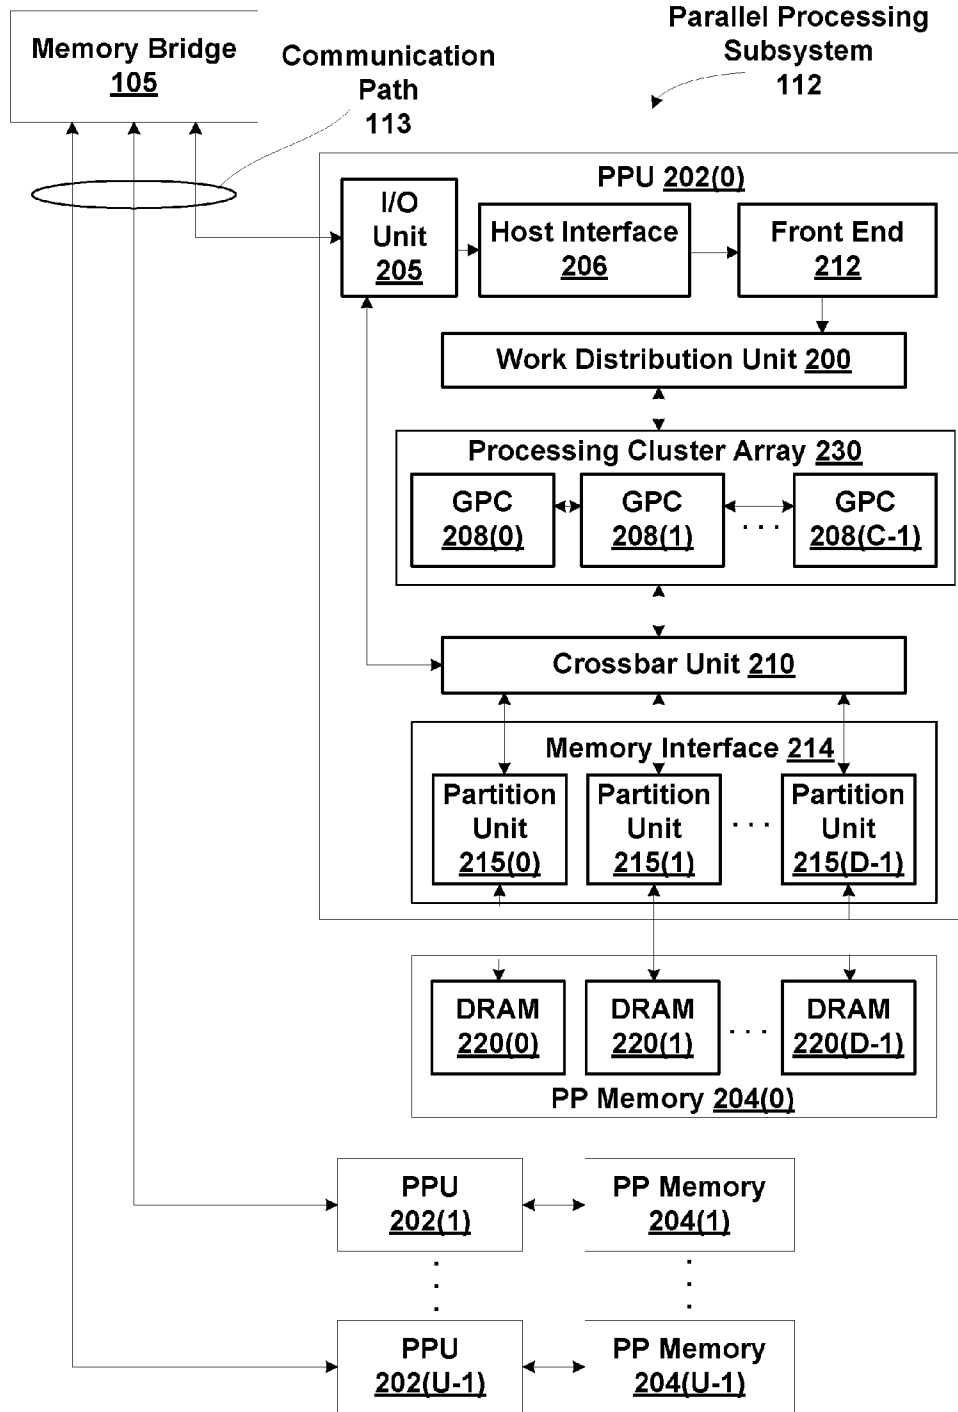 Memory Bridge
105
Communication
Path
113
Parallel Processing
Subsystem
112
PPU 202(0)
I/O
Unit
205
Host Interface
206
Front End
212
Work Distribution Unit 200
Processing Cluster Array 230
GPC
208(0)
GPC
208(1)
. . .
GPC
208(C-1)
Crossbar Unit 210
Memory Interface 214
Partition
Unit
215(0)
Partition
Unit
215(1)
. . .
Partition
Unit
215(D-1)
DRAM
220(0)
DRAM
220(1)
. . .
DRAM
220(D-1)
PP Memory 204(0)
PPU
202(1)
PP Memory
204(1)
PPU
202(U-1)
PP Memory
204(U-1)